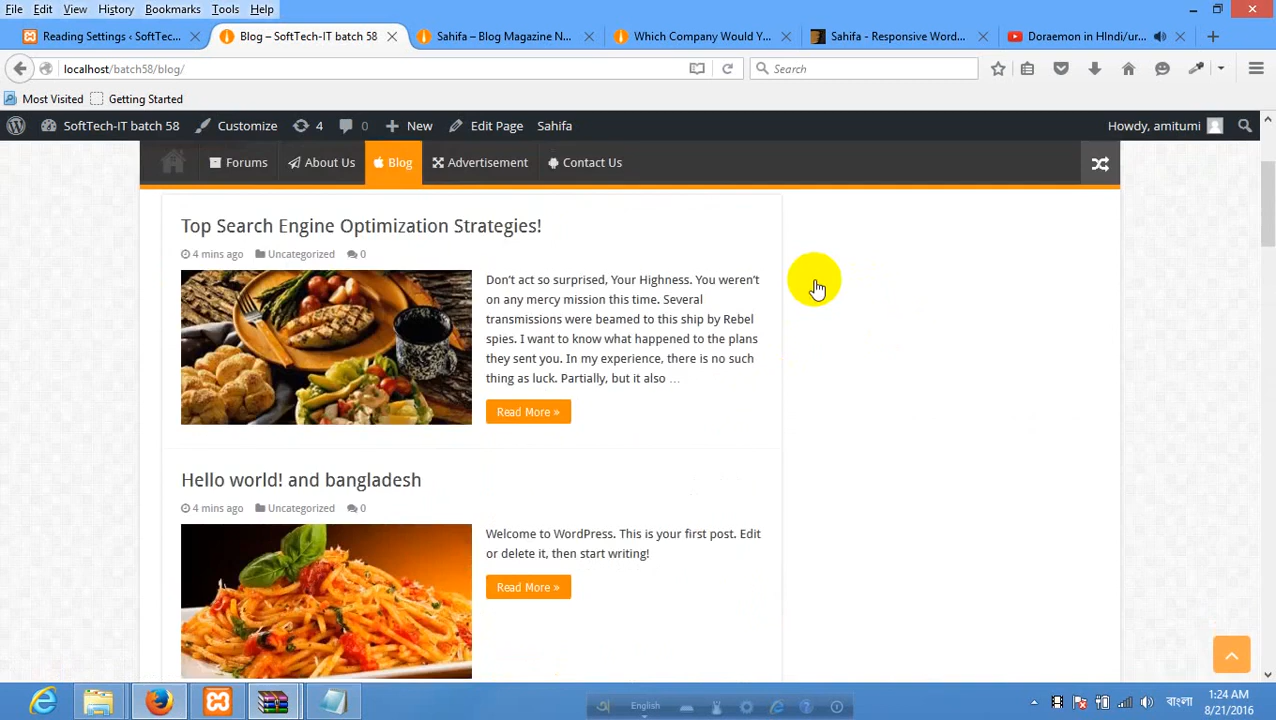 File Edit View History Bookmarks Tools Help
Reading Settings ‹ SoftTec... Blog – SoftTech-IT batch 58 Sahifa – Blog Magazine N... Which Company Would Y... Sahifa - Responsive Word... Doraemon in HIndi/ur...
localhost/batch58/blog/ Search
Most Visited Getting Started
SoftTech-IT batch 58 Customize 4 0 New Edit Page Sahifa Howdy, amitumi
Forums About Us Blog Advertisement Contact Us
Top Search Engine Optimization Strategies!
4 mins ago Uncategorized 0
Don't act so surprised, Your Highness. You weren't
on any mercy mission this time. Several
transmissions were beamed to this ship by Rebel
spies. I want to know what happened to the plans
they sent you. In my experience, there is no such
thing as luck. Partially, but it also …
Read More »
Hello world! and bangladesh
4 mins ago Uncategorized 0
Welcome to WordPress. This is your first post. Edit
or delete it, then start writing!
Read More »
English
বাংলা
1:24 AM
8/21/2016